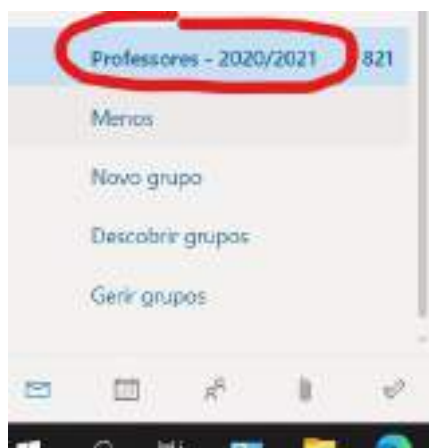 Professores - 2020/2021 821
Menos
Novo grupo
Descobrir grupos
Gerir grupos